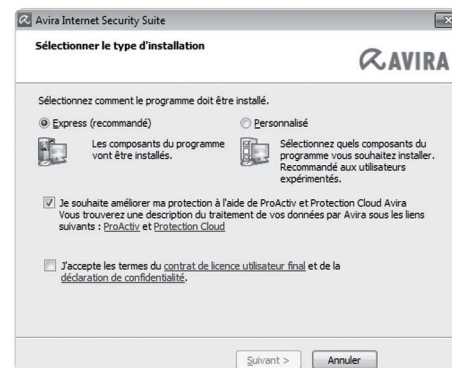 Avira Internet Security Suite
Sélectionner le type d'installation
AVIRA
Sélectionnez comment le programme doit être installé.
Express (recommandé)
Les composants du programme
vont être installés.
Personnalisé
Sélectionnez quels composants du
programme vous souhaitez installer.
Recommandé aux utilisateurs
expérimentés.
Je souhaite améliorer ma protection à l'aide de ProActiv et Protection Cloud Avira
Vous trouverez une description du traitement de vos données par Avira sous les liens
suivants : ProActiv et Protection Cloud
J'accepte les termes du contrat de licence utilisateur final et de la
déclaration de confidentialité.
Suivant >
Annuler